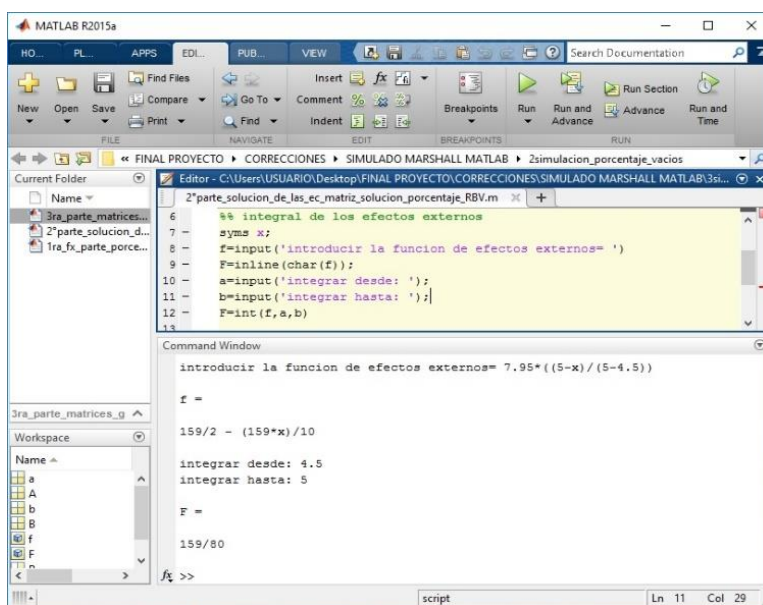 MATLAB R2015a
HO... PL... APPS EDI... PUB... VIEW Search Documentation
New Open Save Find Files Compare Print
Go To Find
Insert fx
Comment %
Indent
Breakpoints Run Run and Advance Run Section Advance Run and Time
FILE NAVIGATE EDIT BREAKPOINTS RUN
« FINAL PROYECTO CORRECCIONES SIMULADO MARSHALL MATLAB 2simulacion_porcentaje_vacios
Current Folder
Name
3ra_parte_matrices...
2°parte_solucion_d...
1ra_fx_parte_porce...
3ra_parte_matrices_g
Workspace
Name
a
A
b
B
f
F
Editor - C:\Users\USUARIO\Desktop\FINAL PROYECTO\CORRECCIONES\SIMULADO MARSHALL MATLAB\3si...
2°parte_solucion_de_las_ec_matriz_solucion_porcentaje_RBV.m +
6 %% integral de los efectos externos
7 - syms x;
8 - f=input('introducir la funcion de efectos externos= ')
9 - F=inline(char(f));
10 - a=input('integrar desde: ');
11 - b=input('integrar hasta: ');
12 - F=int(f,a,b)
13
Command Window
introducir la funcion de efectos externos= 7.95*((5-x)/(5-4.5))
f =
159/2 - (159*x)/10
integrar desde: 4.5
integrar hasta: 5
F =
159/80
fx >>
script Ln 11 Col 29